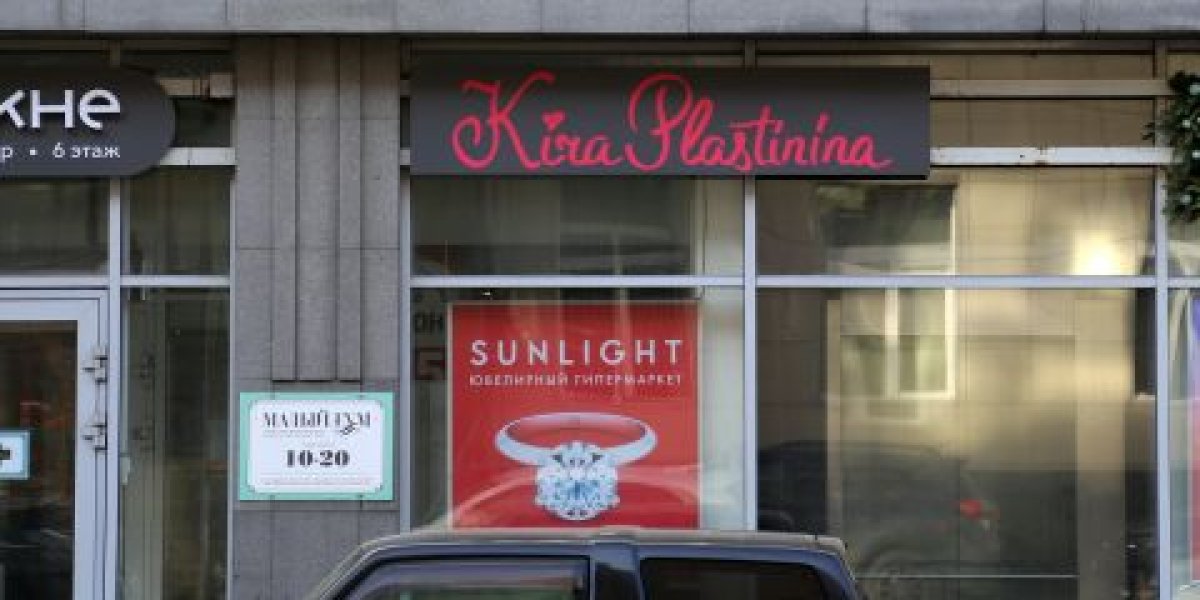 кне
р • 6 этаж
Kira Plastinina
SUNLIGHT
ЮВЕЛИРНЫЙ ГИПЕРМАРКЕТ
МАЛЫЙ ГУМ
10-20